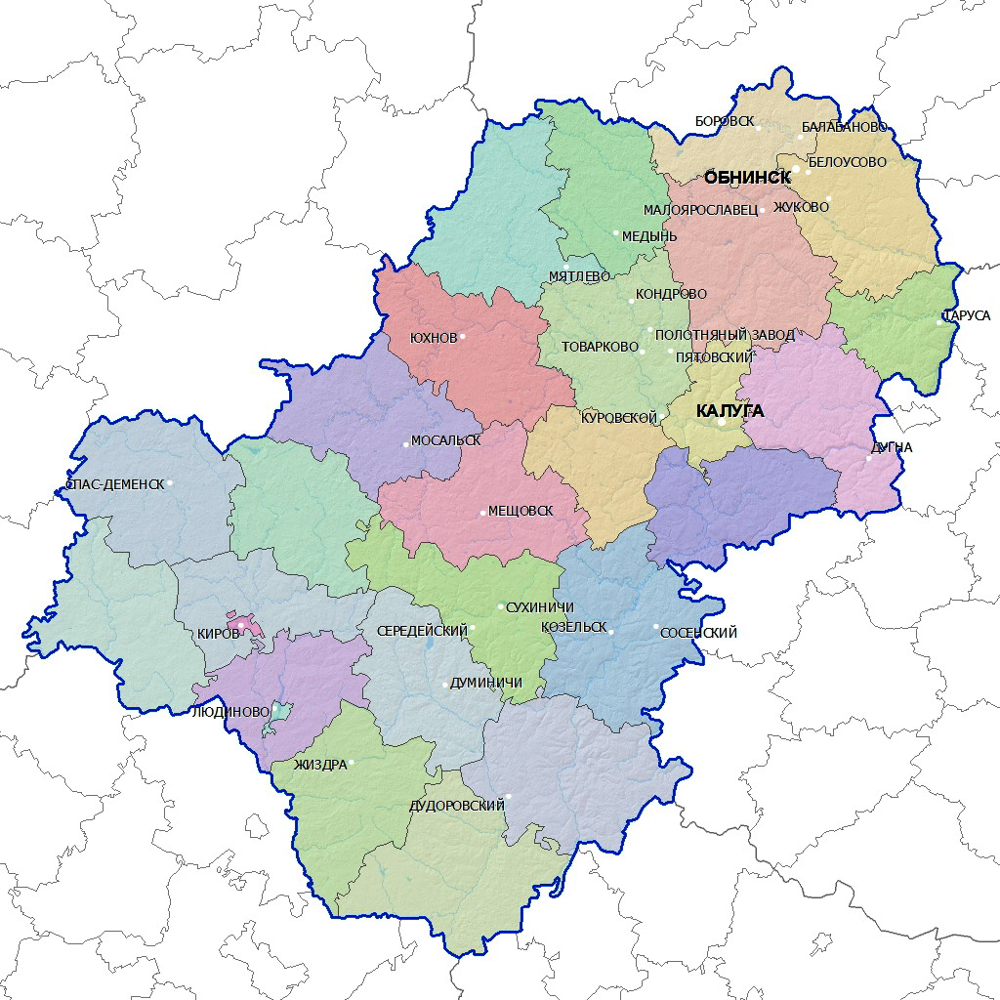 БОРОВСК
БАЛАБАНОВО
БЕЛОУСОВО
ОБНИНСК
МАЛОЯРОСЛАВЕЦ
ЖУКОВО
МЕДЫНЬ
МЯТЛЕВО
КОНДРОВО
ТАРУСА
ЮХНОВ
ПОЛОТНЯНЫЙ ЗАВОД
ТОВАРКОВО
ПЯТОВСКИЙ
КАЛУГА
КУРОВСКОЙ
МОСАЛЬСК
ДУГНА
СПАС-ДЕМЕНСК
МЕЩОВСК
СУХИНИЧИ
СЕРЕДЕЙСКИЙ
КОЗЕЛЬСК
СОСЕНСКИЙ
КИРОВ
ДУМИНИЧИ
ЛЮДИНОВО
ЖИЗДРА
ДУДОРОВСКИЙ